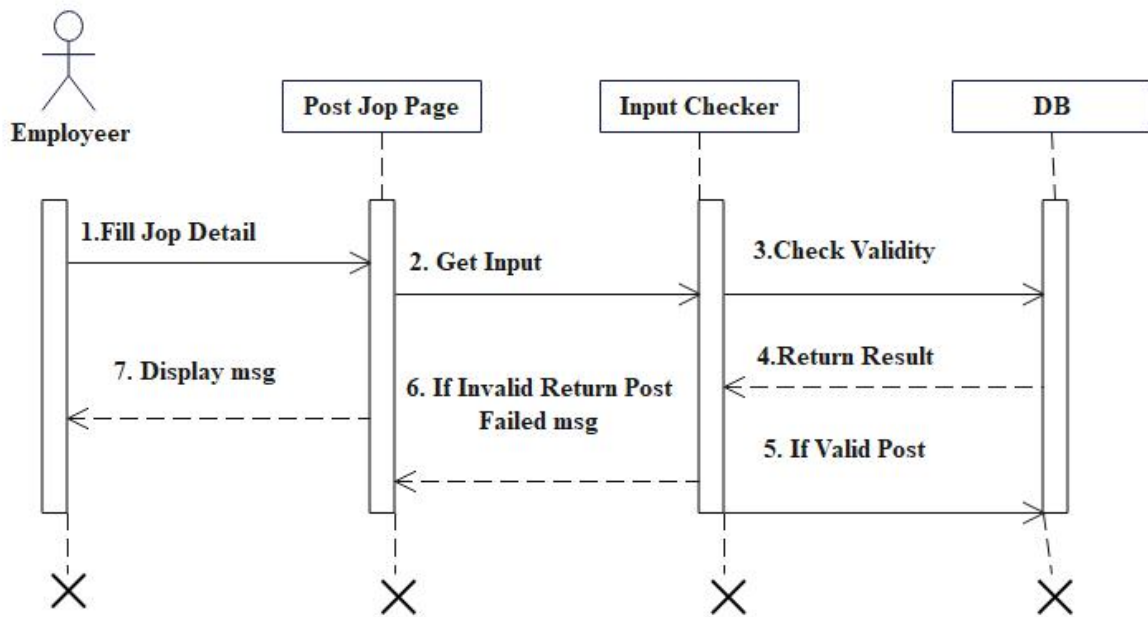 Employeer
Post Jop Page
Input Checker
DB
1.Fill Jop Detail
2. Get Input
3.Check Validity
4.Return Result
7. Display msg
6. If Invalid Return Post
Failed msg
5. If Valid Post